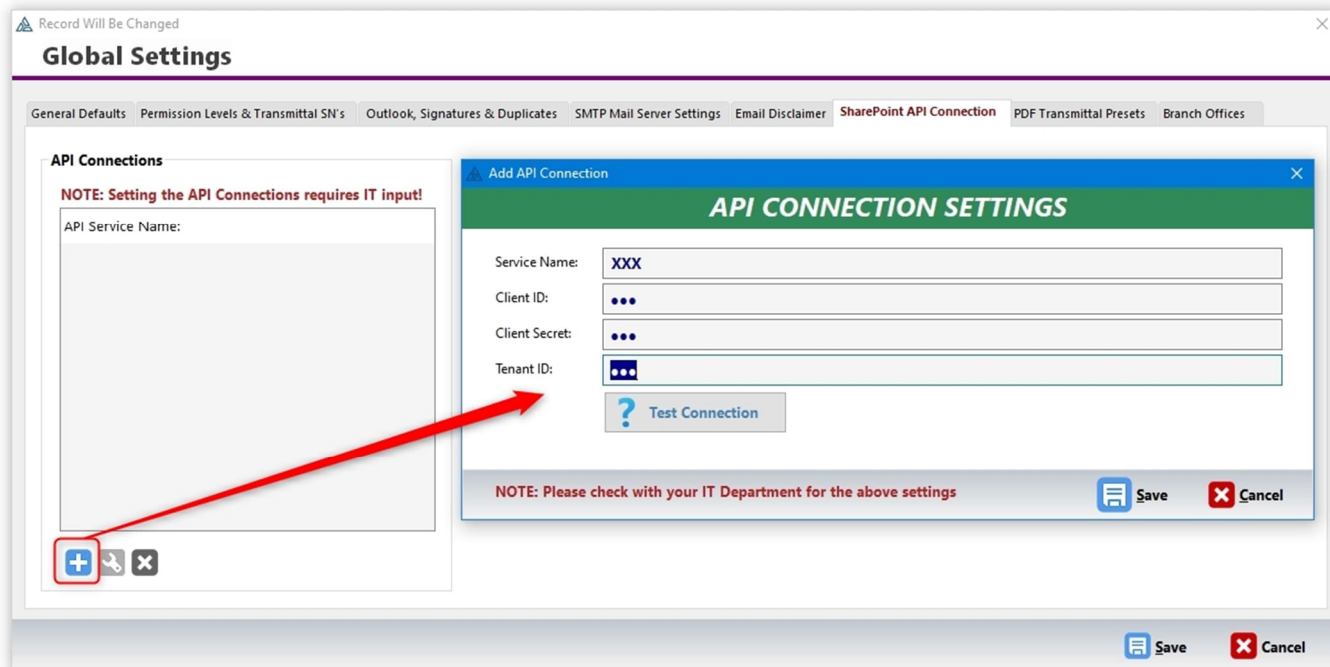 Record Will Be Changed
Global Settings
General Defaults Permission Levels & Transmittal SN's Outlook, Signatures & Duplicates SMTP Mail Server Settings Email Disclaimer SharePoint API Connection PDF Transmittal Presets Branch Offices
API Connections
NOTE: Setting the API Connections requires IT input!
API Service Name:
Add API Connection
API CONNECTION SETTINGS
Service Name: XXX
Client ID: •••
Client Secret: •••
Tenant ID: •••
? Test Connection
NOTE: Please check with your IT Department for the above settings
Save Cancel
Save Cancel